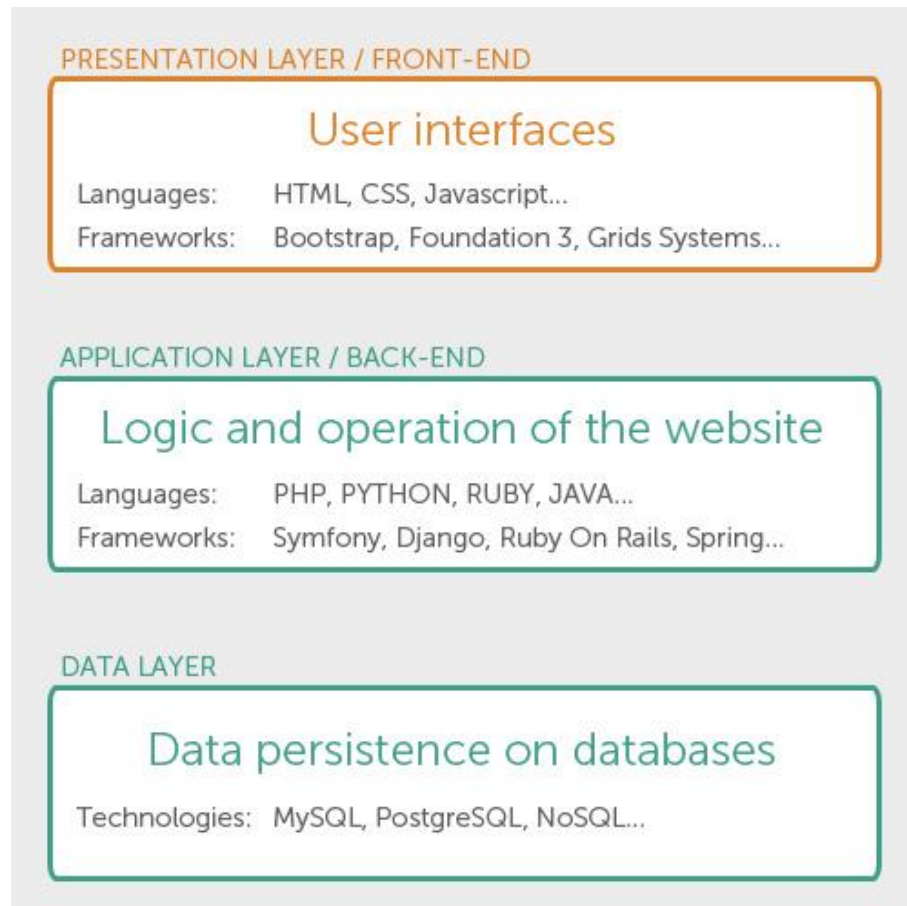 PRESENTATION LAYER / FRONT-END
User interfaces
Languages: HTML, CSS, Javascript...
Frameworks: Bootstrap, Foundation 3, Grids Systems...
APPLICATION LAYER / BACK-END
Logic and operation of the website
Languages: PHP, PYTHON, RUBY, JAVA...
Frameworks: Symfony, Django, Ruby On Rails, Spring...
DATA LAYER
Data persistence on databases
Technologies: MySQL, PostgreSQL, NoSQL...